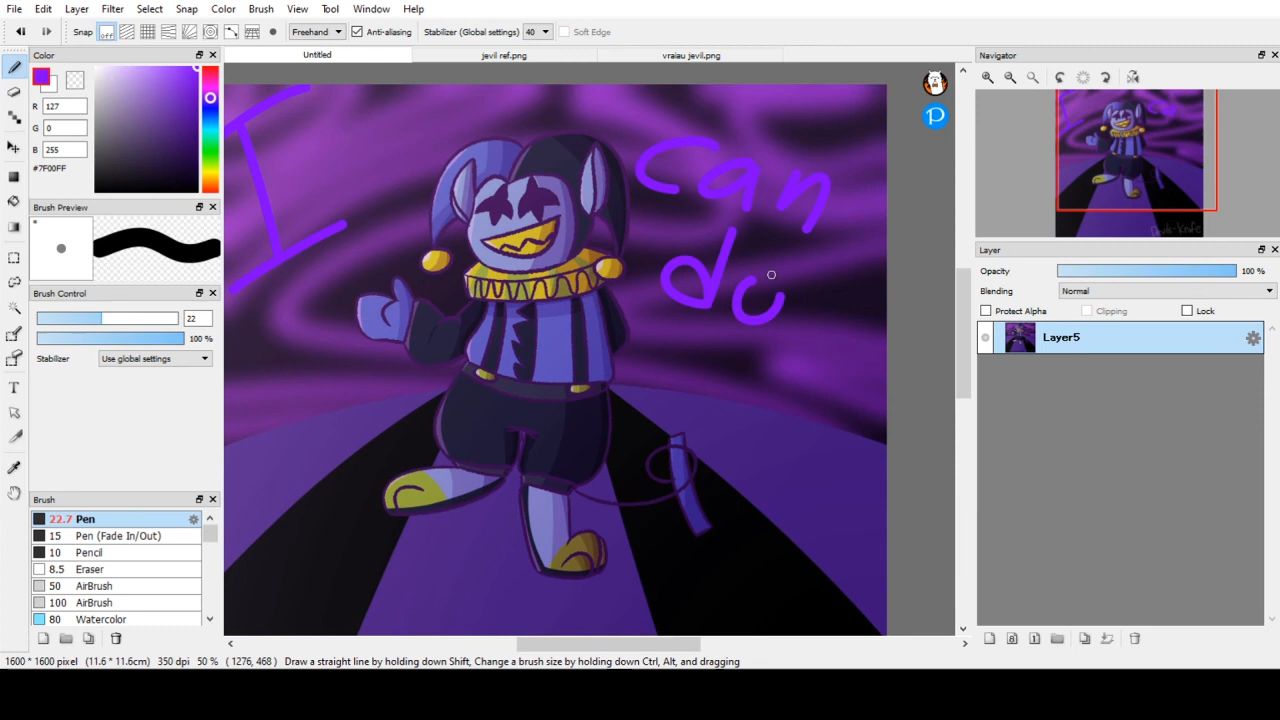 File Edit Layer Filter Select Snap Color Brush View Tool Window Help
Snap off Freehand Anti-aliasing Stabilizer (Global settings) 40 Soft Edge
Color
R 127
G 0
B 255
#7F00FF
Brush Preview
Brush Control
22
100 %
Stabilizer Use global settings
Brush
22.7 Pen
15 Pen (Fade In/Out)
10 Pencil
8.5 Eraser
50 AirBrush
100 AirBrush
80 Watercolor
Untitled jevil ref.png vraiau jevil.png
I can
do
Navigator
Layer
Opacity 100 %
Blending Normal
Protect Alpha Clipping Lock
Layer5
1600 * 1600 pixel (11.6 * 11.6cm) 350 dpi 50 % ( 1276, 468 ) Draw a straight line by holding down Shift, Change a brush size by holding down Ctrl, Alt, and dragging